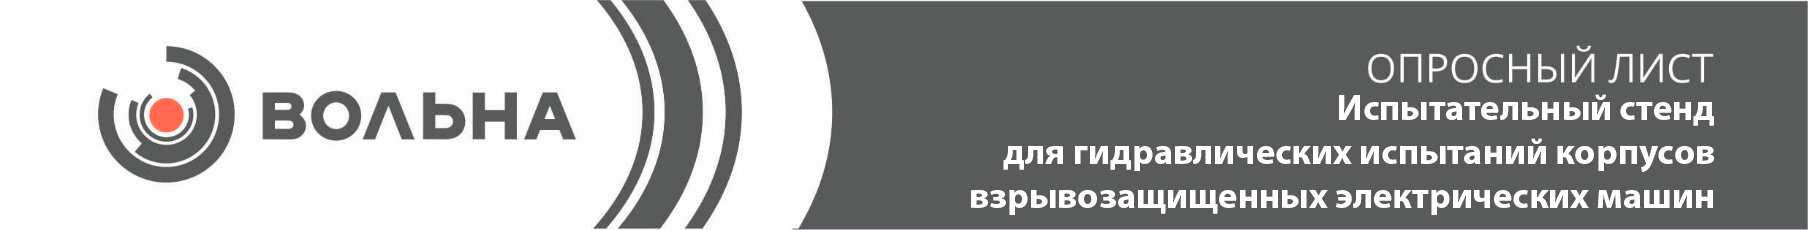 ВОЛЬНА
ОПРОСНЫЙ ЛИСТ
Испытательный стенд
для гидравлических испытаний корпусов
взрывозащищенных электрических машин